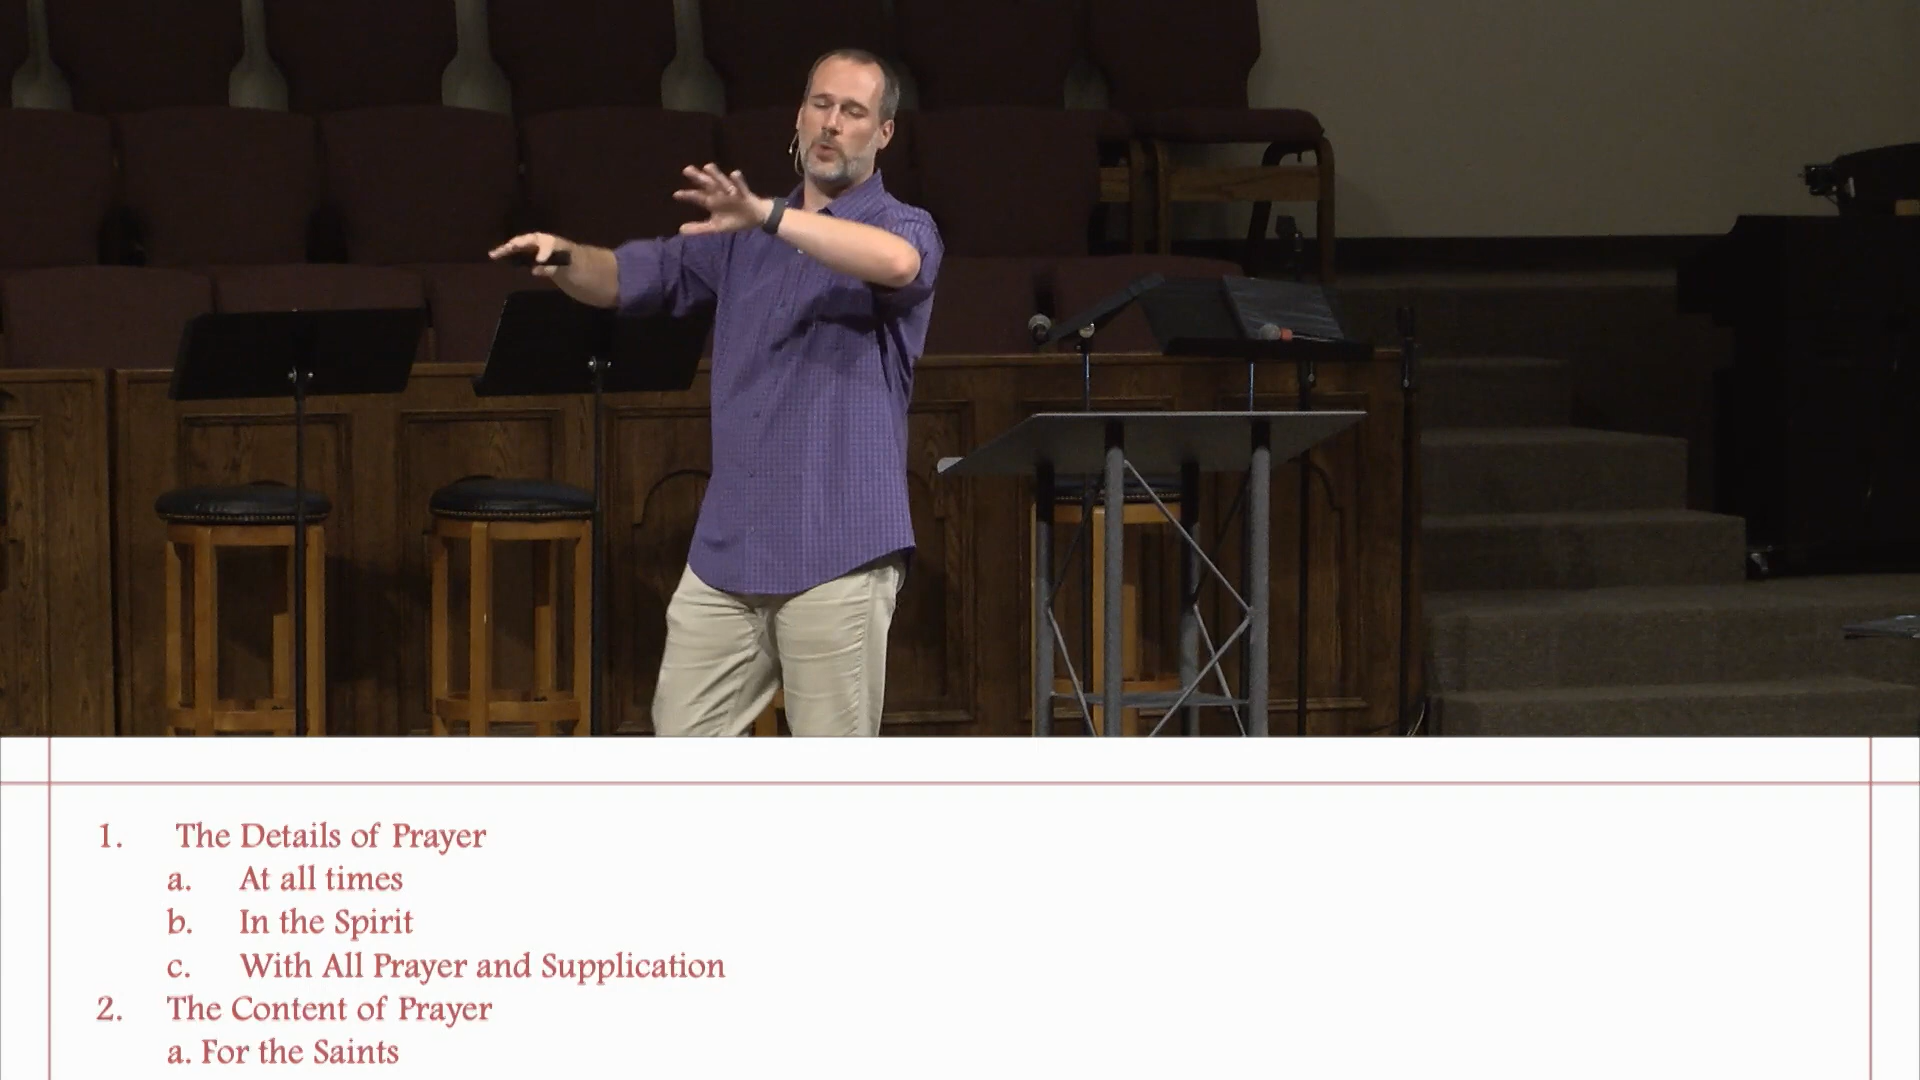 1. The Details of Prayer
a. At all times
b. In the Spirit
c. With All Prayer and Supplication
2. The Content of Prayer
a. For the Saints